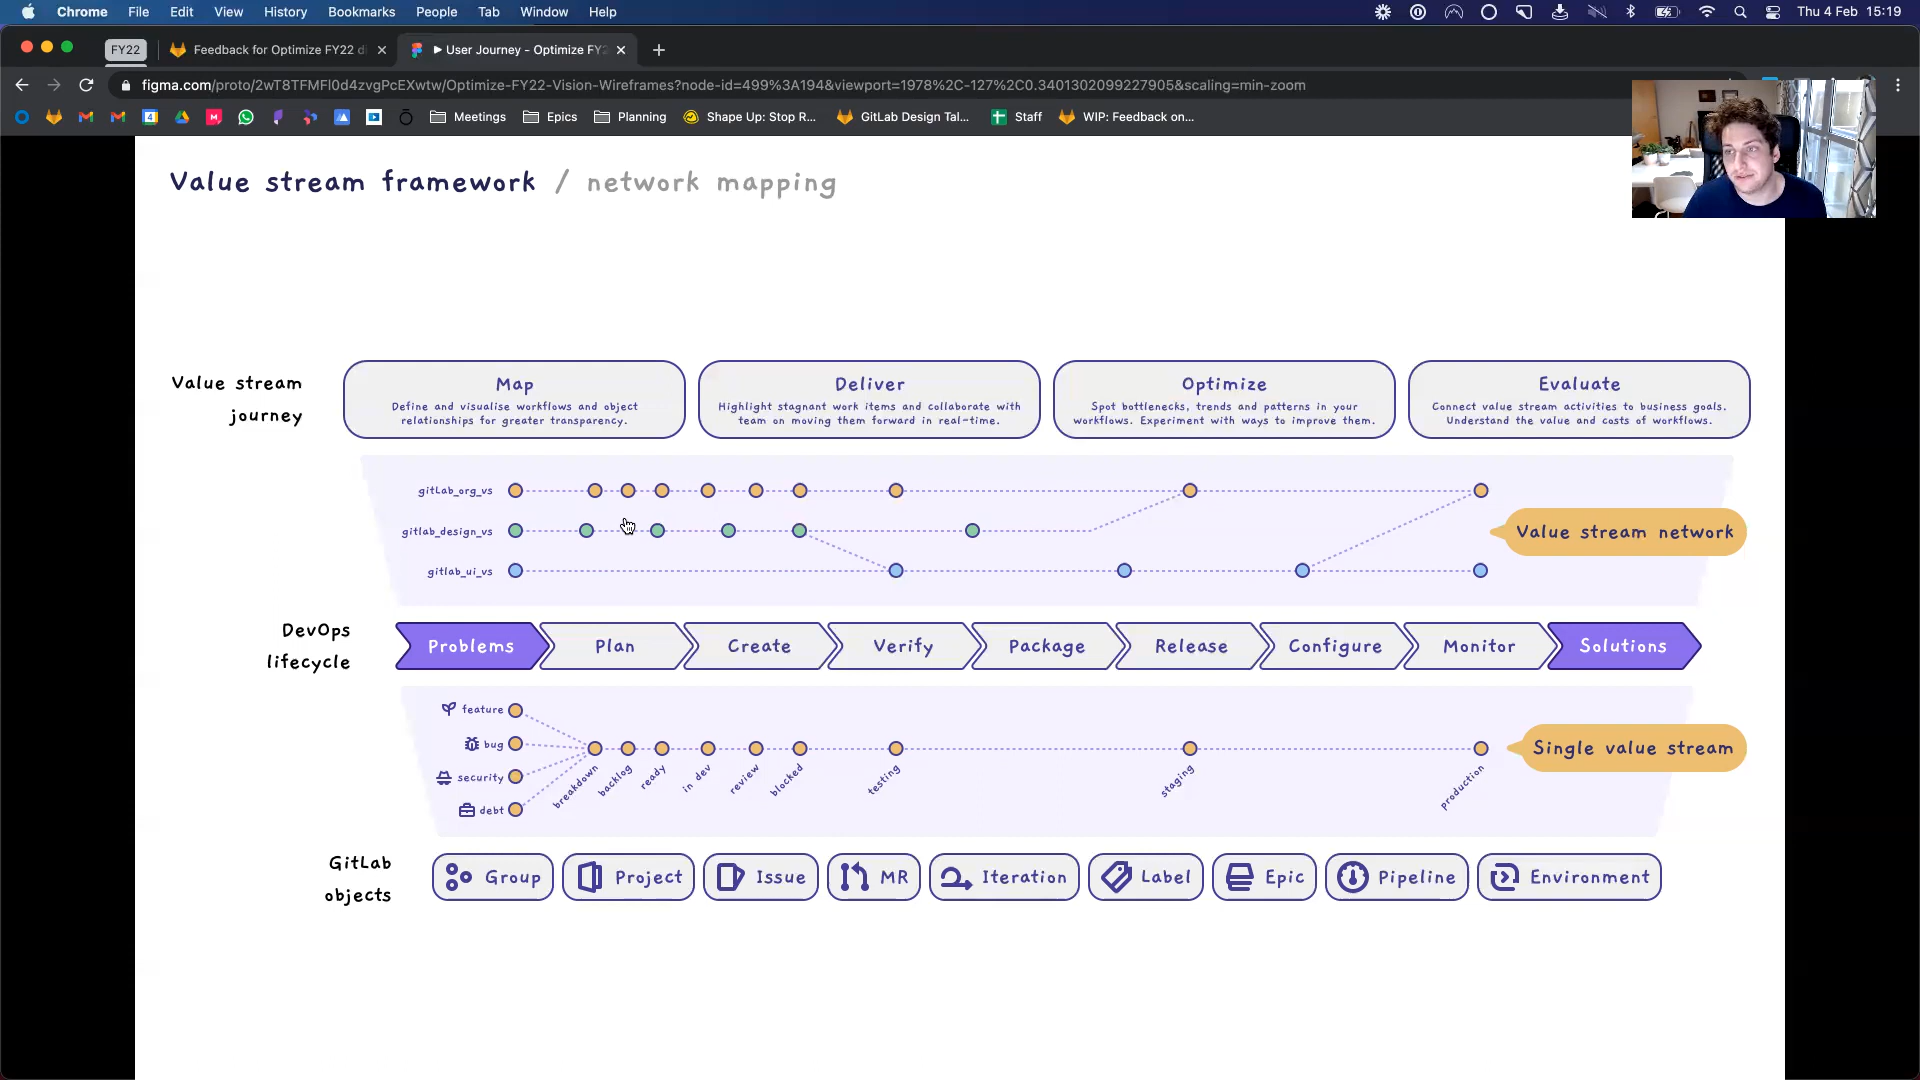 Chrome File Edit View History Bookmarks People Tab Window Help Thu 4 Feb 15:19
FY22 Feedback for Optimize FY22 di User Journey - Optimize FY2
figma.com/proto/2wT8TFMFl0d4zvgPcEXwtw/Optimize-FY22-Vision-Wireframes?node-id=499%3A194&viewport=1978%2C-127%2C0.3401302099227905&scaling=min-zoom
Meetings Epics Planning Shape Up: Stop R... GitLab Design Tal... Staff WIP: Feedback on...
Value stream framework / network mapping
Value stream journey
Map
Define and visualise workflows and object
relationships for greater transparency.
Deliver
Highlight stagnant work items and collaborate with
team on moving them forward in real-time.
Optimize
Spot bottlenecks, trends and patterns in your
workflows. Experiment with ways to improve them.
Evaluate
Connect value stream activities to business goals.
Understand the value and costs of workflows.
gitLab_org_vs
gitlab_design_vs
gitlab_ui_vs
Value stream network
DevOps
lifecycle
Problems Plan Create Verify Package Release Configure Monitor Solutions
feature
bug
security
debt
breakdown
backlog
ready
in dev
review
blocked
testing
staging
production
Single value stream
GitLab
objects
Group Project Issue MR Iteration Label Epic Pipeline Environment